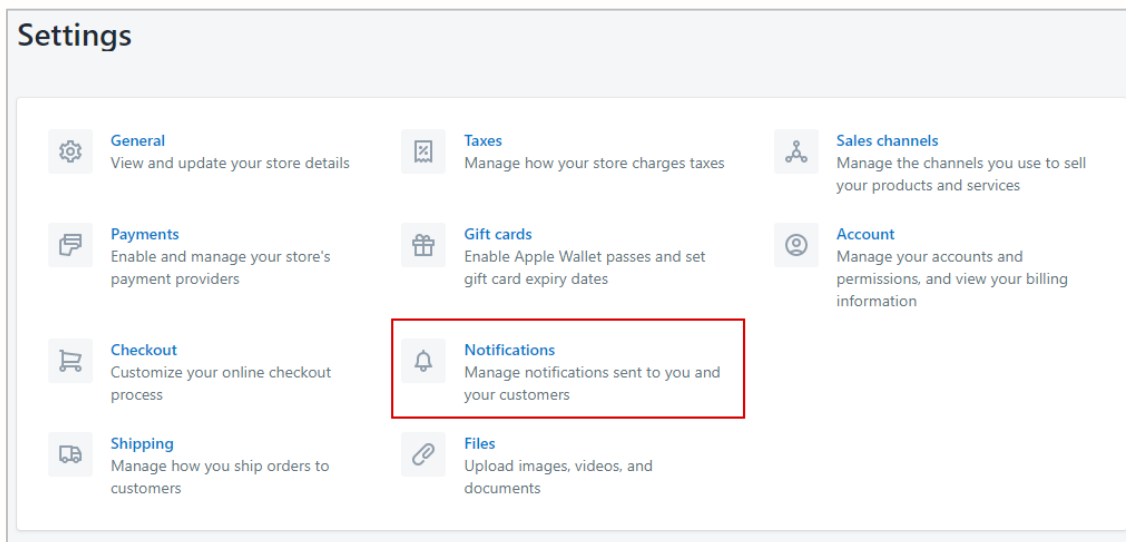 Settings
General
View and update your store details
Taxes
Manage how your store charges taxes
Sales channels
Manage the channels you use to sell
your products and services
Payments
Enable and manage your store's
payment providers
Gift cards
Enable Apple Wallet passes and set
gift card expiry dates
Account
Manage your accounts and
permissions, and view your billing
information
Checkout
Customize your online checkout
process
Notifications
Manage notifications sent to you and
your customers
Shipping
Manage how you ship orders to
customers
Files
Upload images, videos, and
documents